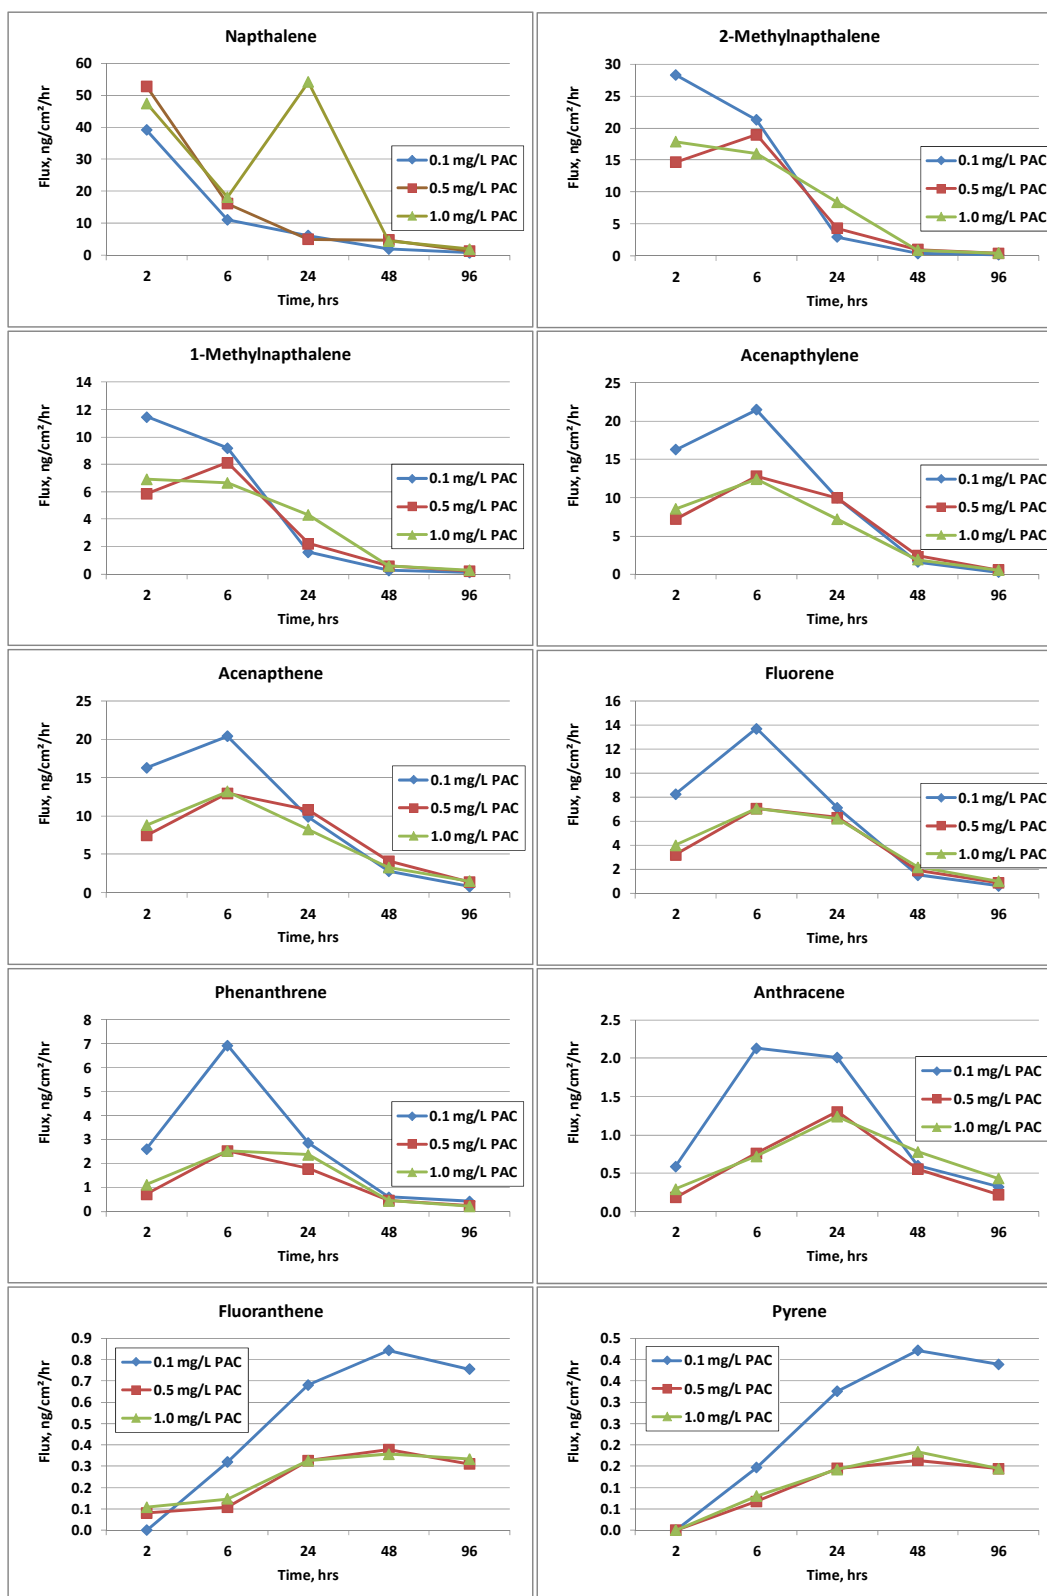 Napthalene
Flux, ng/cm²/hr
60
50
40
30
20
10
0
0.1 mg/L PAC
0.5 mg/L PAC
1.0 mg/L PAC
2 6 24 48 96
Time, hrs
2-Methylnapthalene
Flux, ng/cm²/hr
30
25
20
15
10
5
0
0.1 mg/L PAC
0.5 mg/L PAC
1.0 mg/L PAC
2 6 24 48 96
Time, hrs
1-Methylnapthalene
Flux, ng/cm²/hr
14
12
10
8
6
4
2
0
0.1 mg/L PAC
0.5 mg/L PAC
1.0 mg/L PAC
2 6 24 48 96
Time, hrs
Acenapthylene
Flux, ng/cm²/hr
25
20
15
10
5
0
0.1 mg/L PAC
0.5 mg/L PAC
1.0 mg/L PAC
2 6 24 48 96
Time, hrs
Acenapthene
Flux, ng/cm²/hr
25
20
15
10
5
0
0.1 mg/L PAC
0.5 mg/L PAC
1.0 mg/L PAC
2 6 24 48 96
Time, hrs
Fluorene
Flux, ng/cm²/hr
16
14
12
10
8
6
4
2
0
0.1 mg/L PAC
0.5 mg/L PAC
1.0 mg/L PAC
2 6 24 48 96
Time, hrs
Phenanthrene
Flux, ng/cm²/hr
8
7
6
5
4
3
2
1
0
0.1 mg/L PAC
0.5 mg/L PAC
1.0 mg/L PAC
2 6 24 48 96
Time, hrs
Anthracene
Flux, ng/cm²/hr
2.5
2.0
1.5
1.0
0.5
0.0
0.1 mg/L PAC
0.5 mg/L PAC
1.0 mg/L PAC
2 6 24 48 96
Time, hrs
Fluoranthene
Flux, ng/cm²/hr
0.9
0.8
0.7
0.6
0.5
0.4
0.3
0.2
0.1
0.0
0.1 mg/L PAC
0.5 mg/L PAC
1.0 mg/L PAC
2 6 24 48 96
Time, hrs
Pyrene
Flux, ng/cm²/hr
0.5
0.4
0.4
0.3
0.3
0.2
0.2
0.1
0.1
0.0
0.1 mg/L PAC
0.5 mg/L PAC
1.0 mg/L PAC
2 6 24 48 96
Time, hrs